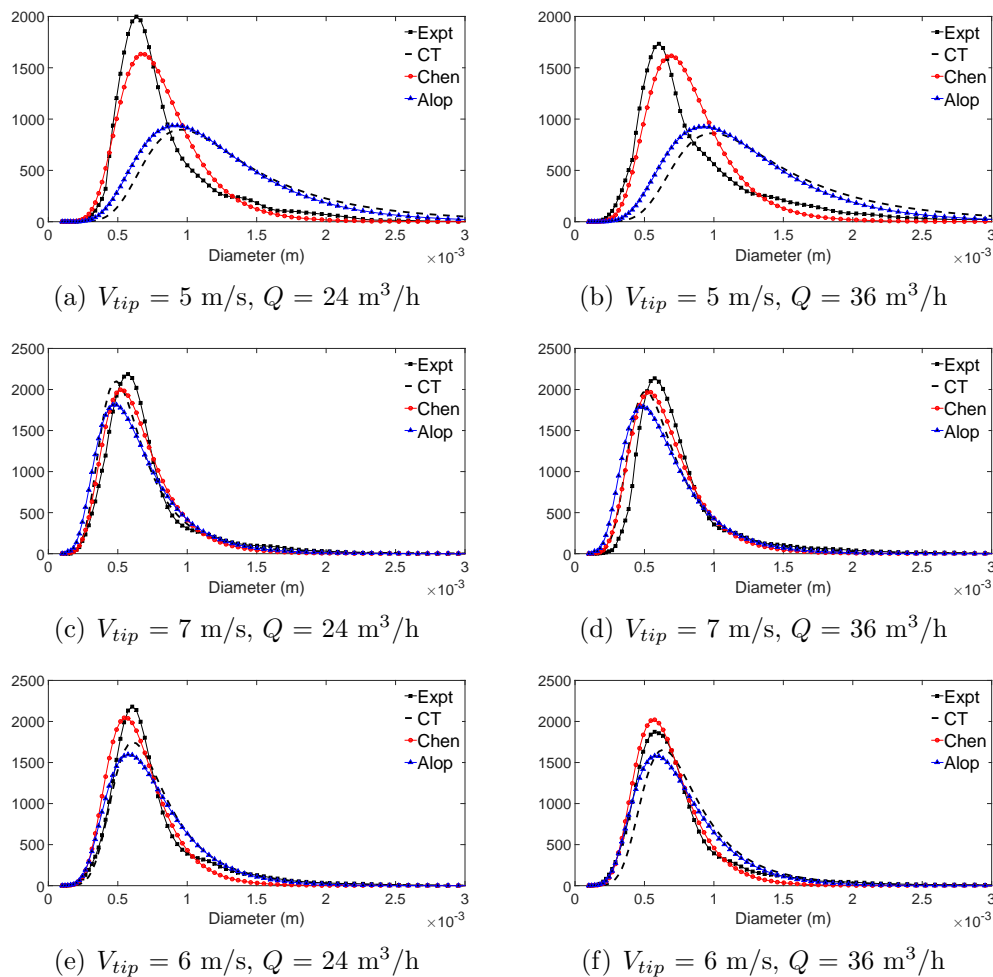 2000
1500
1000
500
0
0 0.5 1 1.5 2 2.5 3
Diameter (m)
×10⁻³
Expt
CT
Chen
Alop
(a) V_tip = 5 m/s, Q = 24 m³/h
2000
1500
1000
500
0
0 0.5 1 1.5 2 2.5 3
Diameter (m)
×10⁻³
Expt
CT
Chen
Alop
(b) V_tip = 5 m/s, Q = 36 m³/h
2500
2000
1500
1000
500
0
0 0.5 1 1.5 2 2.5 3
Diameter (m)
×10⁻³
Expt
CT
Chen
Alop
(c) V_tip = 7 m/s, Q = 24 m³/h
2500
2000
1500
1000
500
0
0 0.5 1 1.5 2 2.5 3
Diameter (m)
×10⁻³
Expt
CT
Chen
Alop
(d) V_tip = 7 m/s, Q = 36 m³/h
2500
2000
1500
1000
500
0
0 0.5 1 1.5 2 2.5 3
Diameter (m)
×10⁻³
Expt
CT
Chen
Alop
(e) V_tip = 6 m/s, Q = 24 m³/h
2500
2000
1500
1000
500
0
0 0.5 1 1.5 2 2.5 3
Diameter (m)
×10⁻³
Expt
CT
Chen
Alop
(f) V_tip = 6 m/s, Q = 36 m³/h